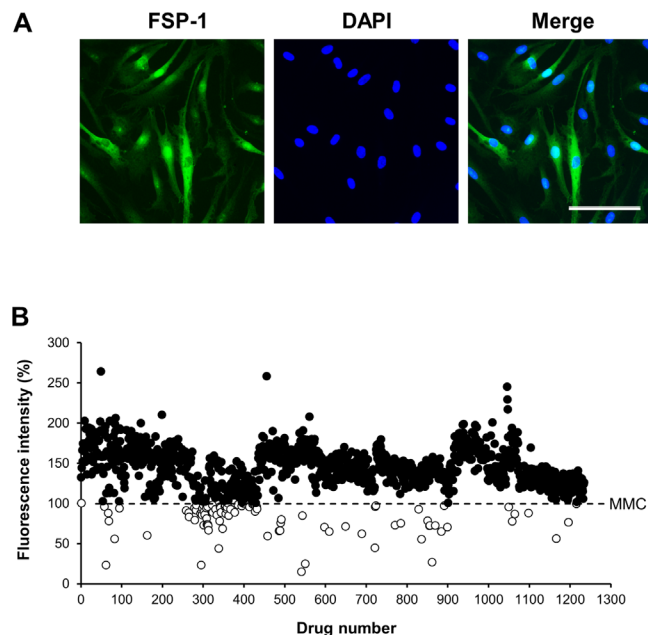 A
FSP-1 DAPI Merge
B
Fluorescence intensity (%)
300
250
200
150
100
50
0
MMC
0 100 200 300 400 500 600 700 800 900 1000 1100 1200 1300
Drug number